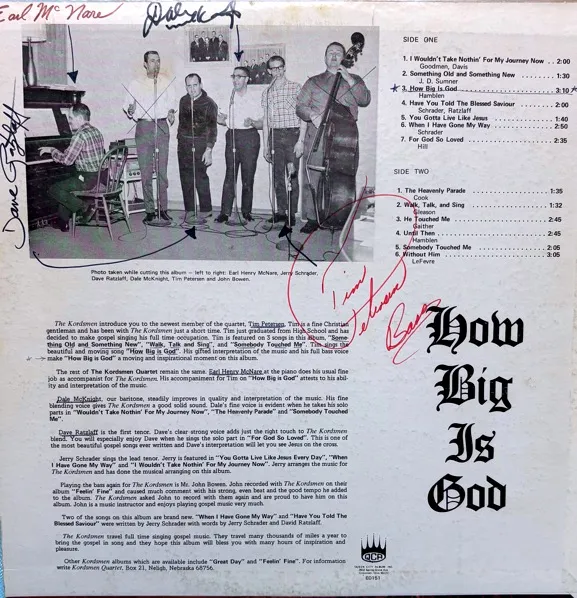 Earl Mc Nare
Dale McKnight
Dave Ratzlaff
Photo taken while cutting this album — left to right: Earl Henry McNare, Jerry Schrader,
Dave Ratzlaff, Dale McKnight, Tim Petersen and John Bowen.
Tim
Petersen
Bass
SIDE ONE
1. I Wouldn't Take Nothin' For My Journey Now . . 2:00
Goodman, Davis
2. Something Old and Something New . . . . . . . . 1:30
J. D. Sumner
3. How Big Is God . . . . . . . . . . . . . . . . . . . . 3:10
Hamblen
4. Have You Told The Blessed Saviour . . . . . . . . 2:00
Schrader, Ratzlaff
5. You Gotta Live Like Jesus . . . . . . . . . . . . . . 1:40
6. When I Have Gone My Way . . . . . . . . . . . . . . 2:50
Schrader
7. For God So Loved . . . . . . . . . . . . . . . . . . 2:35
Hill
SIDE TWO
1. The Heavenly Parade . . . . . . . . . . . . . . . . 1:35
Cook
2. Walk, Talk, and Sing . . . . . . . . . . . . . . . . 1:32
Gleason
3. He Touched Me . . . . . . . . . . . . . . . . . . . . 2:45
Gaither
4. Until Then . . . . . . . . . . . . . . . . . . . . . . 2:45
Hamblen
5. Somebody Touched Me . . . . . . . . . . . . . . . . 2:05
6. Without Him . . . . . . . . . . . . . . . . . . . . . 3:05
LeFevre
The Kordsmen introduce you to the newest member of the quartet, Tim Petersen. Tim is a fine Christian
gentleman and has been with The Kordsmen just a short time. Tim just graduated from High School and has
decided to make gospel singing his full time occupation. Tim is featured on 3 songs in this album, "Some-
thing Old and Something New", "Walk, Talk and Sing", and "Somebody Touched Me". Tim sings the
beautiful and moving song "How Big is God". His gifted interpretation of the music and his full bass voice
make "How Big is God" a moving and inspirational moment on this album.
The rest of The Kordsmen Quartet remain the same. Earl Henry McNare at the piano does his usual fine
job as accompanist for The Kordsmen. His accompaniment for Tim on "How Big is God" attests to his abil-
ity and interpretation of the music.
Dale McKnight, our baritone, steadily improves in quality and interpretation of the music. His fine
blending voice gives The Kordsmen a good solid sound. Dale's fine voice is evident when he takes his solo
parts in "Wouldn't Take Nothin' For My Journey Now", "The Heavenly Parade" and "Somebody Touched
Me".
Dave Ratzlaff is the first tenor. Dave's clear-strong voice adds just the right touch to The Kordsmen
blend. You will especially enjoy Dave when he sings the solo part in "For God So Loved". This is one of
the most beautiful gospel songs ever written and Dave's interpretation will let you see Jesus on the cross.
Jerry Schrader sings the lead tenor. Jerry is featured in "You Gotta Live Like Jesus Every Day", "When
I Have Gone My Way" and "I Wouldn't Takin' Nothin' For My Journey Now". Jerry arranges the music for
The Kordsmen and has done the musical arranging on this album.
Playing the bass again for The Kordsmen is Mr. John Bowen. John recorded with The Kordsmen on their
album "Feelin' Fine" and caused much comment with his strong, even beat and the good tempo he added
to the album. The Kordsmen asked John to record with them again and are proud to have him on this
album. John is a music instructor and enjoys playing gospel music very much.
Two of the songs on this album are brand new. "When I Have Gone My Way" and "Have You Told The
Blessed Saviour" were written by Jerry Schrader with words by Jerry Schrader and David Ratzlaff.
The Kordsmen travel full time singing gospel music. They travel many thousands of miles a year to
bring the gospel in song and they hope this album will bless you with many hours of inspiration and
pleasure.
Other Kordsmen albums which are available include "Great Day" and "Feelin' Fine". For information
write Kordsmen Quartet, Box 21, Neligh, Nebraska 68756.
How
Big
Is
God
QCA
60151